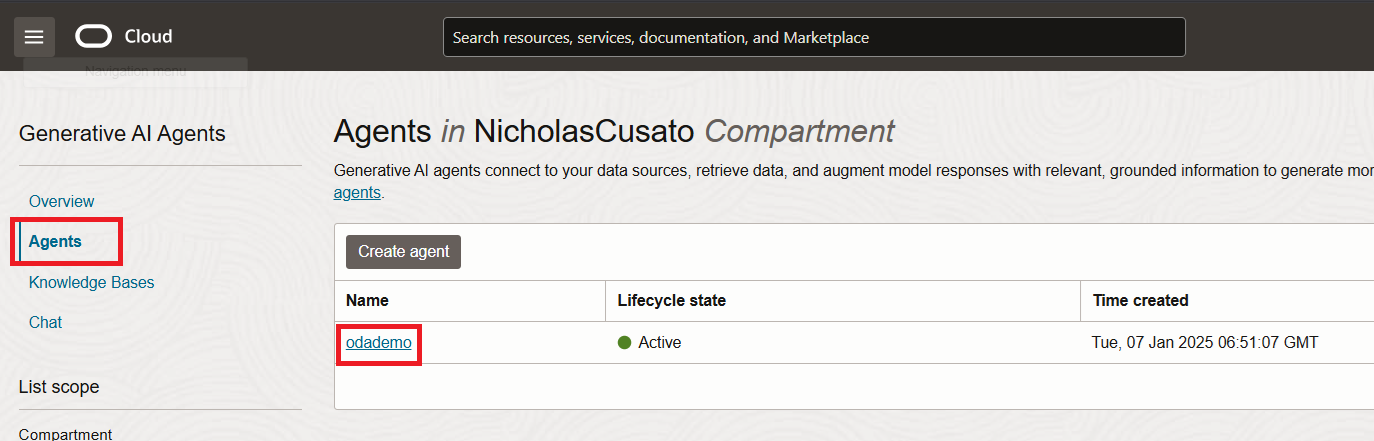 Cloud
Search resources, services, documentation, and Marketplace
Navigation menu
Generative AI Agents
Overview
Agents
Knowledge Bases
Chat
List scope
Compartment
Agents in NicholasCusato Compartment
Generative AI agents connect to your data sources, retrieve data, and augment model responses with relevant, grounded information to generate mor
agents.
Create agent
Name Lifecycle state Time created
odademo Active Tue, 07 Jan 2025 06:51:07 GMT